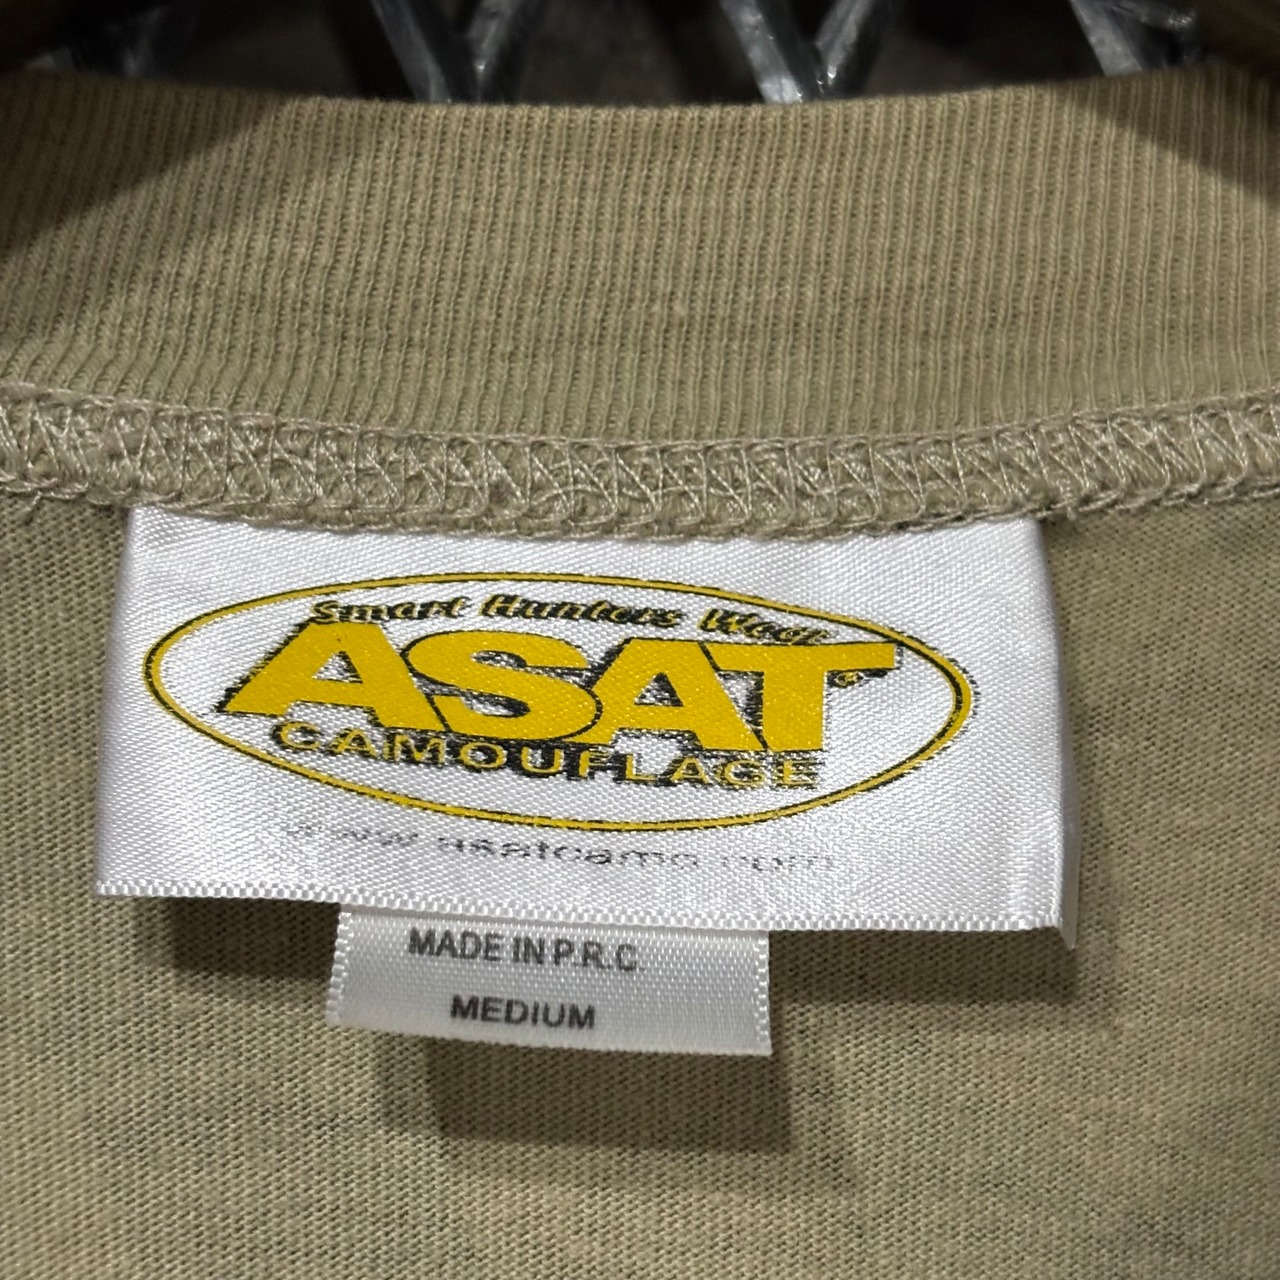 Smart Hunters Wear
ASAT®
CAMOUFLAGE
www.asatcamo.com
MADE IN P.R.C
MEDIUM